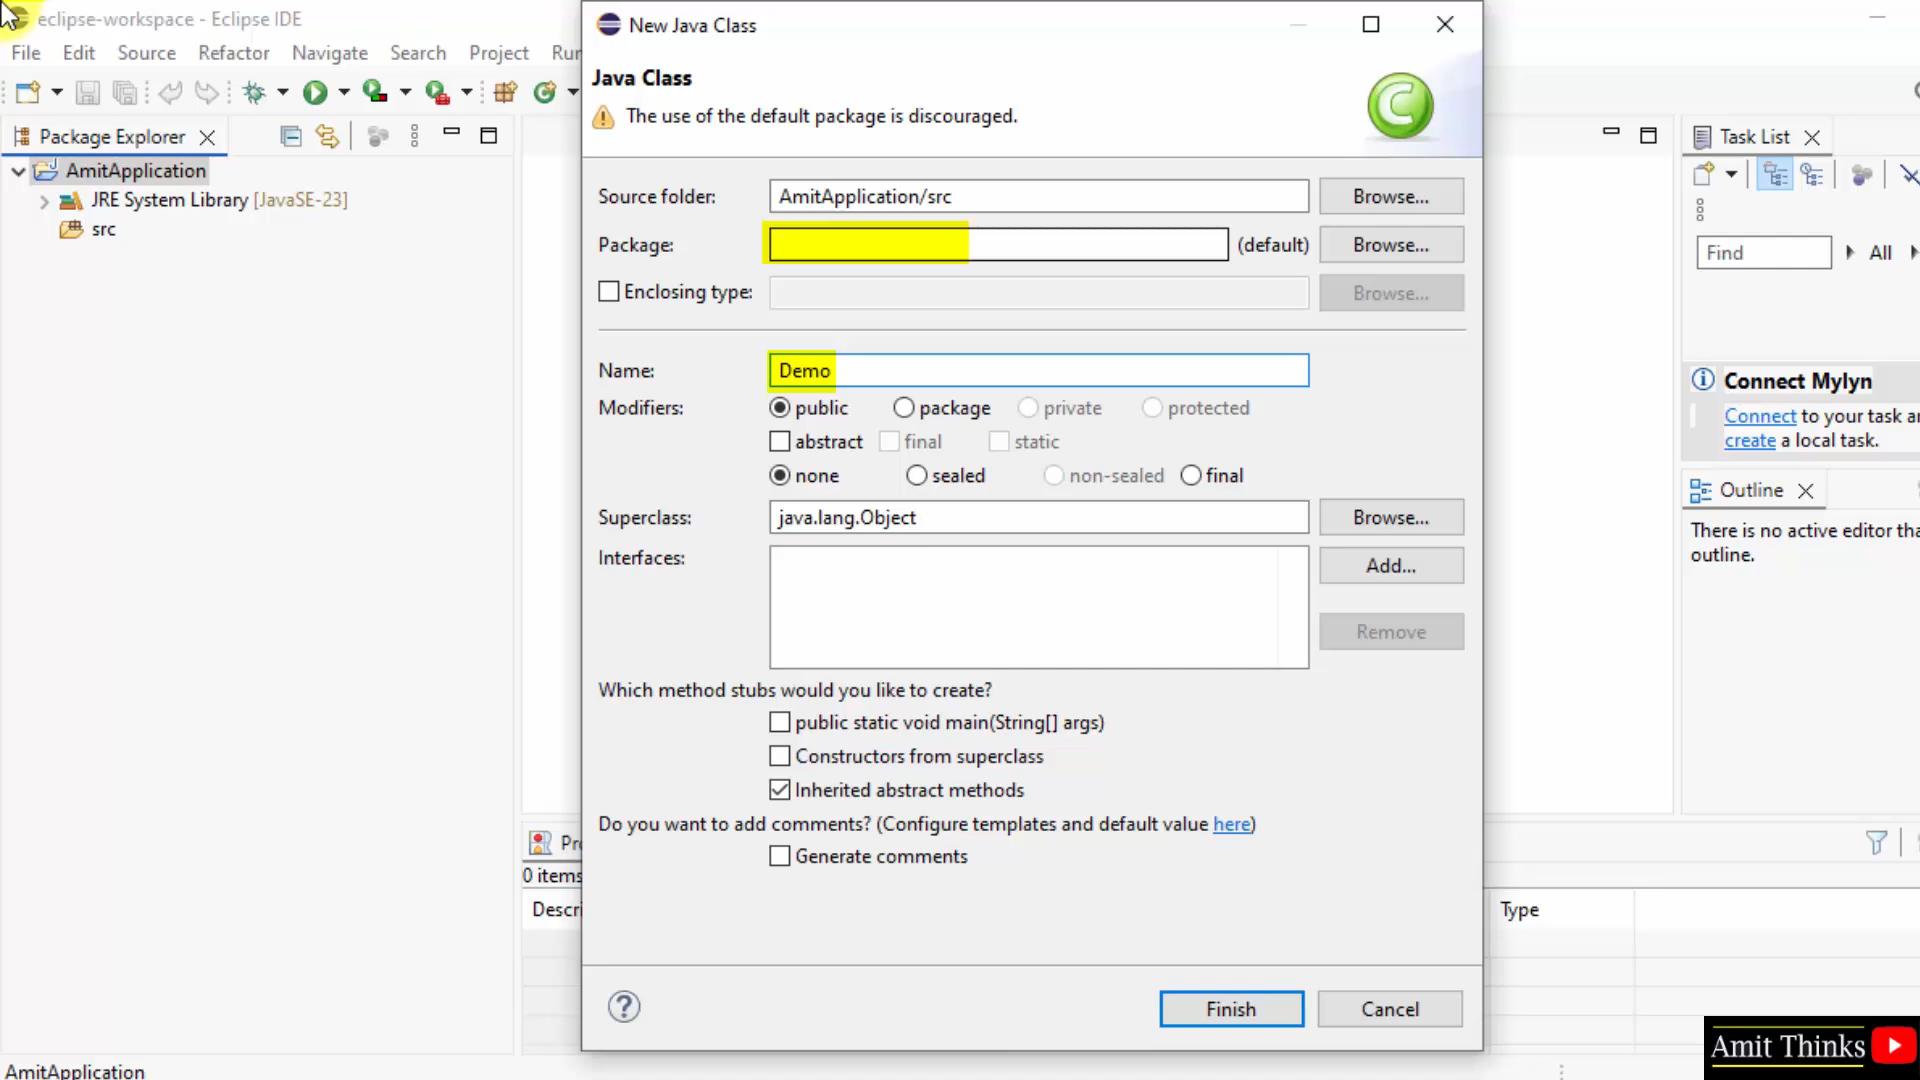 eclipse-workspace - Eclipse IDE
File Edit Source Refactor Navigate Search Project Run
Package Explorer
AmitApplication
JRE System Library [JavaSE-23]
src
New Java Class
Java Class
The use of the default package is discouraged.
Source folder: AmitApplication/src Browse...
Package: (default) Browse...
Enclosing type: Browse...
Name: Demo
Modifiers: public package private protected
abstract final static
none sealed non-sealed final
Superclass: java.lang.Object Browse...
Interfaces: Add...
Remove
Which method stubs would you like to create?
public static void main(String[] args)
Constructors from superclass
Inherited abstract methods
Do you want to add comments? (Configure templates and default value here)
Generate comments
Finish Cancel
Task List
Find All
Connect Mylyn
Connect to your task
create a local task.
Outline
There is no active editor
outline.
0 items
Type
AmitApplication
Amit Thinks